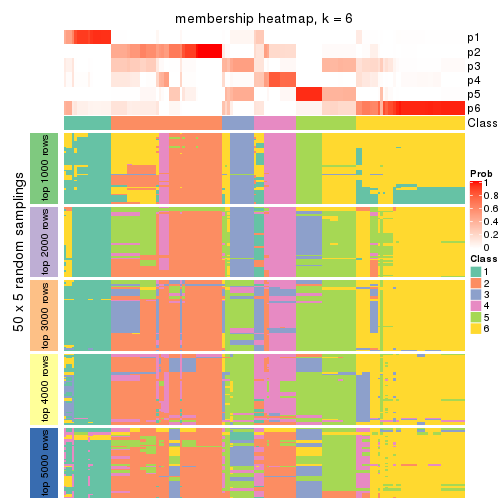 membership heatmap, k = 6
p1
p2
p3
p4
p5
p6
Class
50 x 5 random samplings
top 1000 rows
top 2000 rows
top 3000 rows
top 4000 rows
top 5000 rows
Prob
1
0.8
0.6
0.4
0.2
0
Class
1
2
3
4
5
6